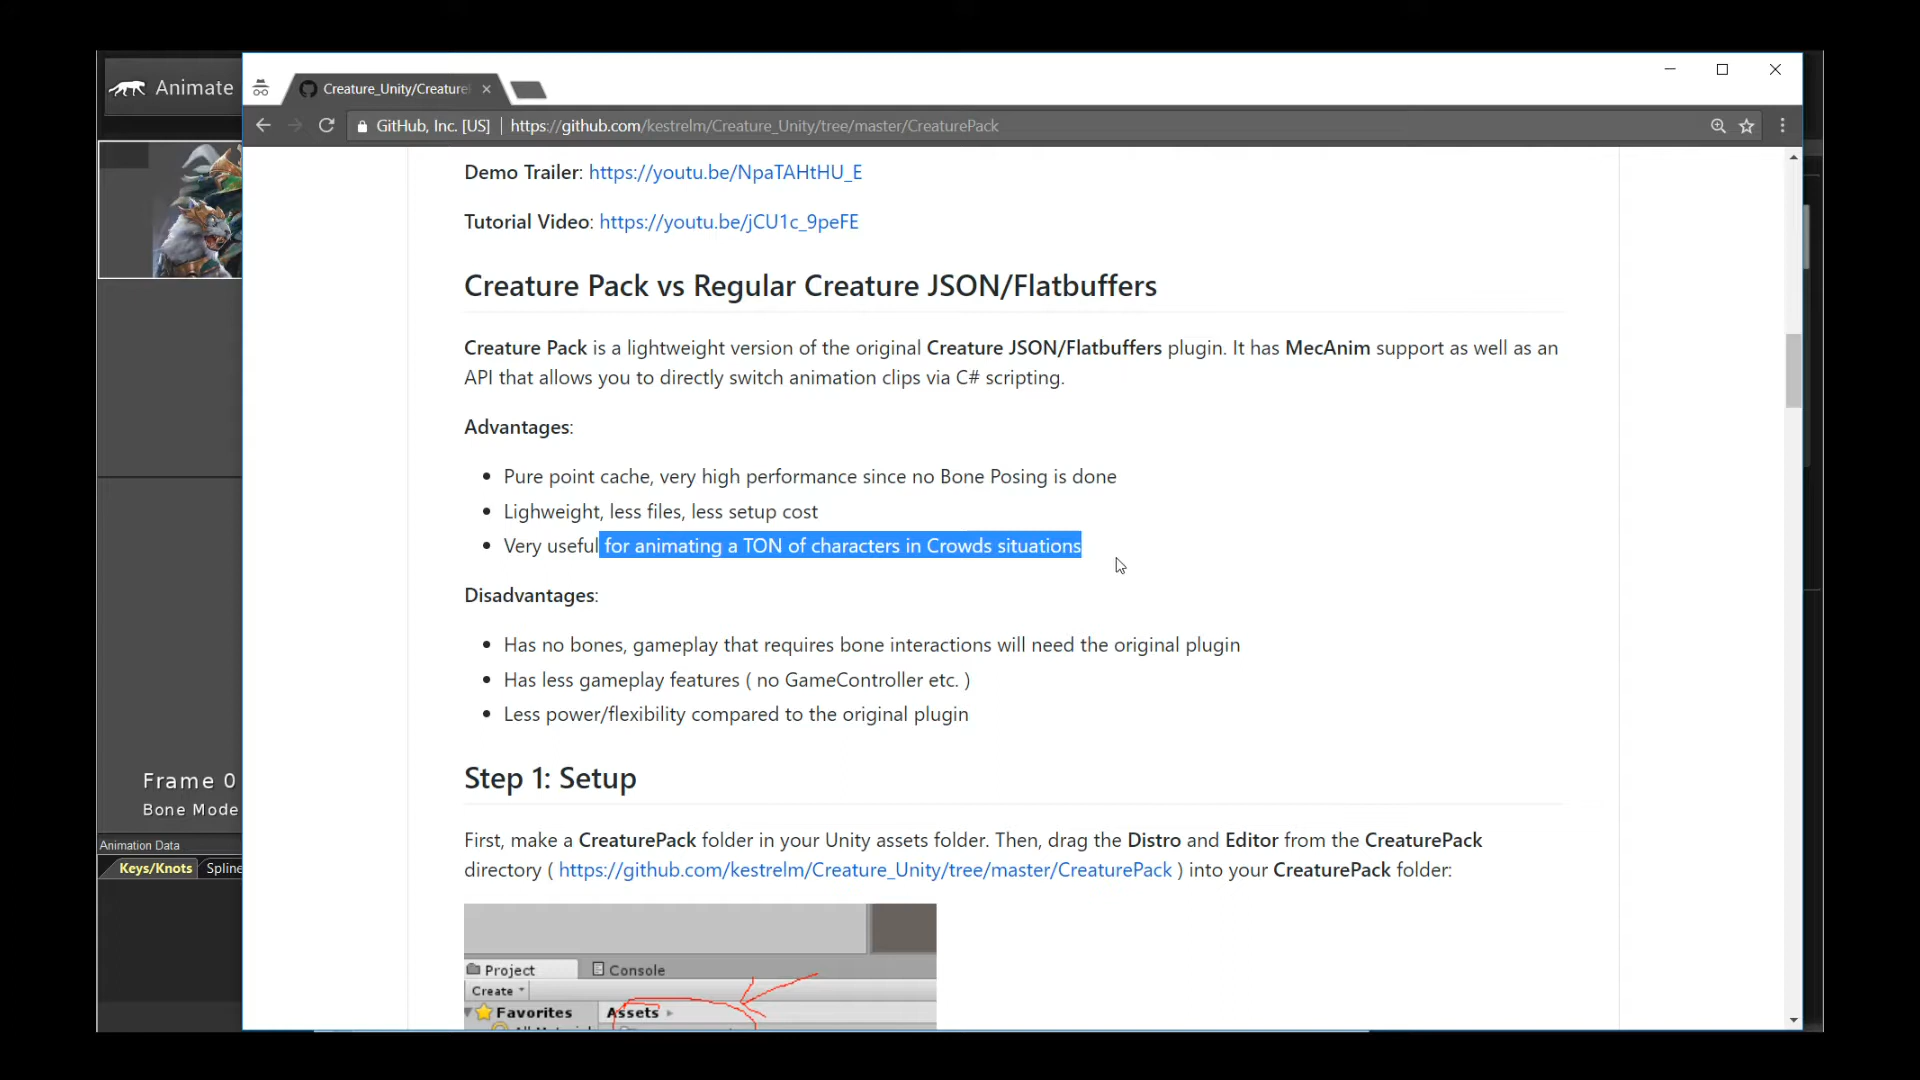 Animate
Creature_Unity/Creature
GitHub, Inc. [US] https://github.com/kestrelm/Creature_Unity/tree/master/CreaturePack
Demo Trailer: https://youtu.be/NpaTAHtHU_E
Tutorial Video: https://youtu.be/jCU1c_9peFE
Creature Pack vs Regular Creature JSON/Flatbuffers
Creature Pack is a lightweight version of the original Creature JSON/Flatbuffers plugin. It has MecAnim support as well as an
API that allows you to directly switch animation clips via C# scripting.
Advantages:
• Pure point cache, very high performance since no Bone Posing is done
• Lighweight, less files, less setup cost
• Very useful for animating a TON of characters in Crowds situations
Disadvantages:
• Has no bones, gameplay that requires bone interactions will need the original plugin
• Has less gameplay features ( no GameController etc. )
• Less power/flexibility compared to the original plugin
Step 1: Setup
First, make a CreaturePack folder in your Unity assets folder. Then, drag the Distro and Editor from the CreaturePack
directory ( https://github.com/kestrelm/Creature_Unity/tree/master/CreaturePack ) into your CreaturePack folder:
Project Console
Create
Favorites Assets
Frame 0
Bone Mode
Animation Data
Keys/Knots Spline